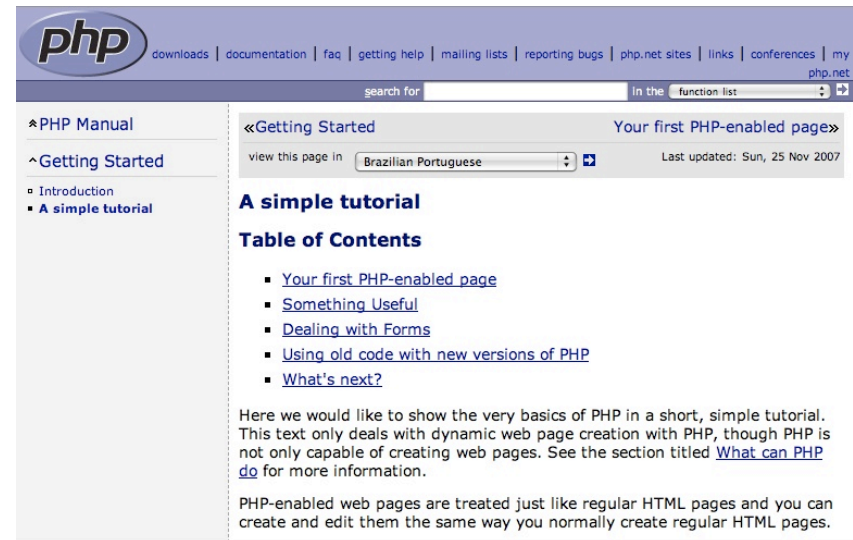 php
downloads | documentation | faq | getting help | mailing lists | reporting bugs | php.net sites | links | conferences | my
php.net
search for in the function list
«PHP Manual
^Getting Started
Introduction
A simple tutorial
«Getting Started Your first PHP-enabled page»
view this page in Brazilian Portuguese Last updated: Sun, 25 Nov 2007
A simple tutorial
Table of Contents
Your first PHP-enabled page
Something Useful
Dealing with Forms
Using old code with new versions of PHP
What's next?
Here we would like to show the very basics of PHP in a short, simple tutorial.
This text only deals with dynamic web page creation with PHP, though PHP is
not only capable of creating web pages. See the section titled What can PHP
do for more information.
PHP-enabled web pages are treated just like regular HTML pages and you can
create and edit them the same way you normally create regular HTML pages.